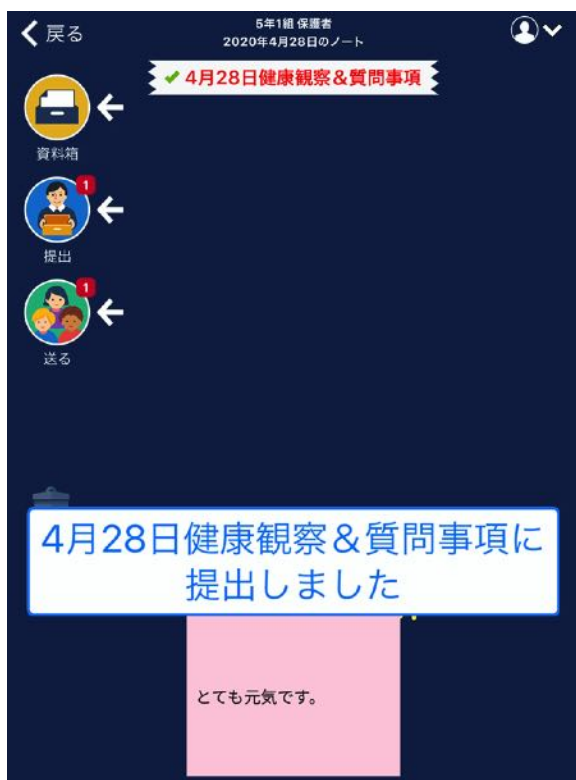 戻る
5年1組 保護者
2020年4月28日のノート
4月28日健康観察&質問事項
資料箱
1
提出
1
送る
4月28日健康観察&質問事項に
提出しました
とても元気です。